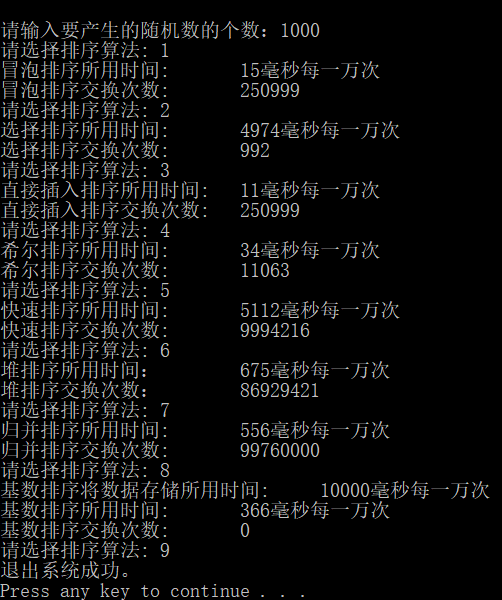 请输入要产生的随机数的个数：1000
请选择排序算法: 1
冒泡排序所用时间: 15毫秒每一万次
冒泡排序交换次数: 250999
请选择排序算法: 2
选择排序所用时间: 4974毫秒每一万次
选择排序交换次数: 992
请选择排序算法: 3
直接插入排序所用时间: 11毫秒每一万次
直接插入排序交换次数: 250999
请选择排序算法: 4
希尔排序所用时间: 34毫秒每一万次
希尔排序交换次数: 11063
请选择排序算法: 5
快速排序所用时间: 5112毫秒每一万次
快速排序交换次数: 9994216
请选择排序算法: 6
堆排序所用时间： 675毫秒每一万次
堆排序交换次数： 86929421
请选择排序算法: 7
归并排序所用时间: 556毫秒每一万次
归并排序交换次数: 99760000
请选择排序算法: 8
基数排序将数据存储所用时间: 10000毫秒每一万次
基数排序所用时间: 366毫秒每一万次
基数排序交换次数: 0
请选择排序算法: 9
退出系统成功。
Press any key to continue . . .